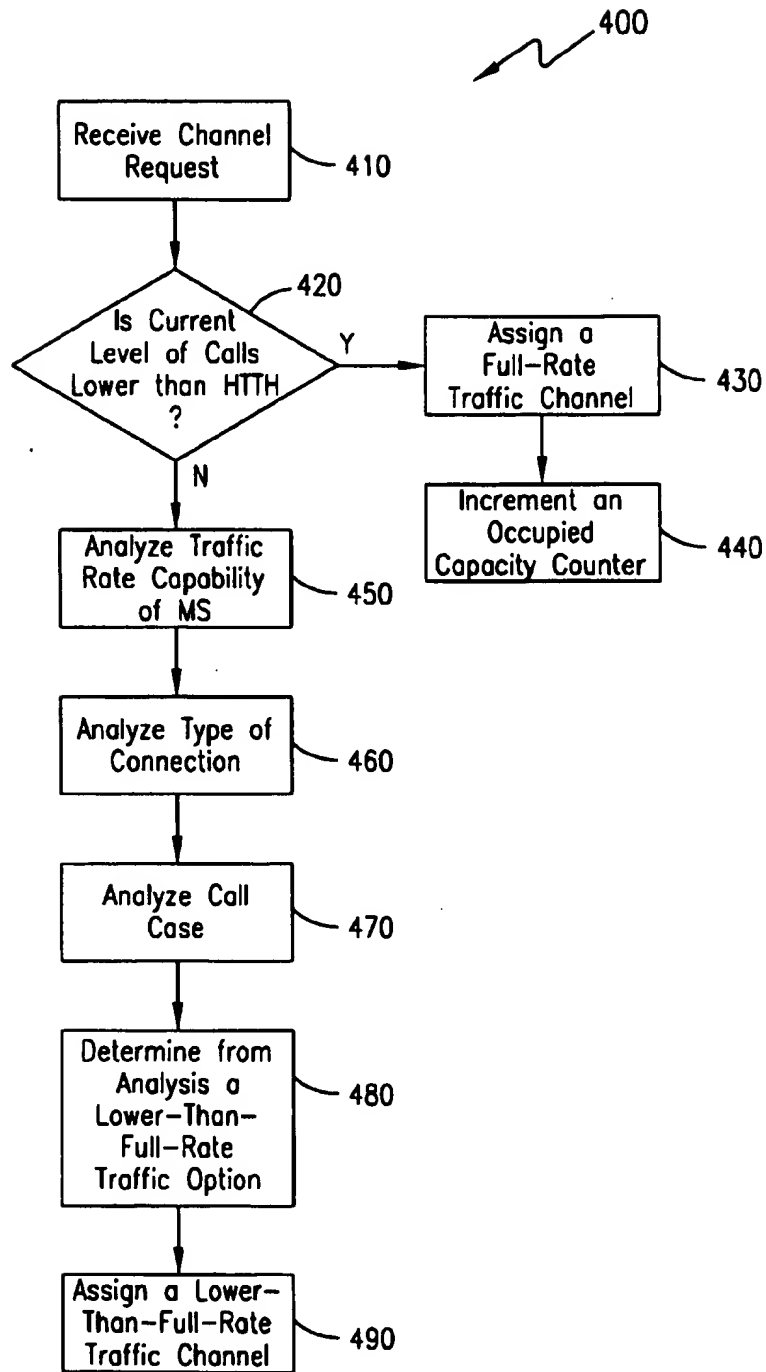 400
Receive Channel
Request
410
420
Is Current
Level of Calls
Lower than HTTH
?
Y
N
Assign a
Full-Rate
Traffic Channel
430
Increment an
Occupied
Capacity Counter
440
Analyze Traffic
Rate Capability
of MS
450
Analyze Type of
Connection
460
Analyze Call
Case
470
Determine from
Analysis a
Lower-Than-
Full-Rate
Traffic Option
480
Assign a Lower-
Than-Full-Rate
Traffic Channel
490